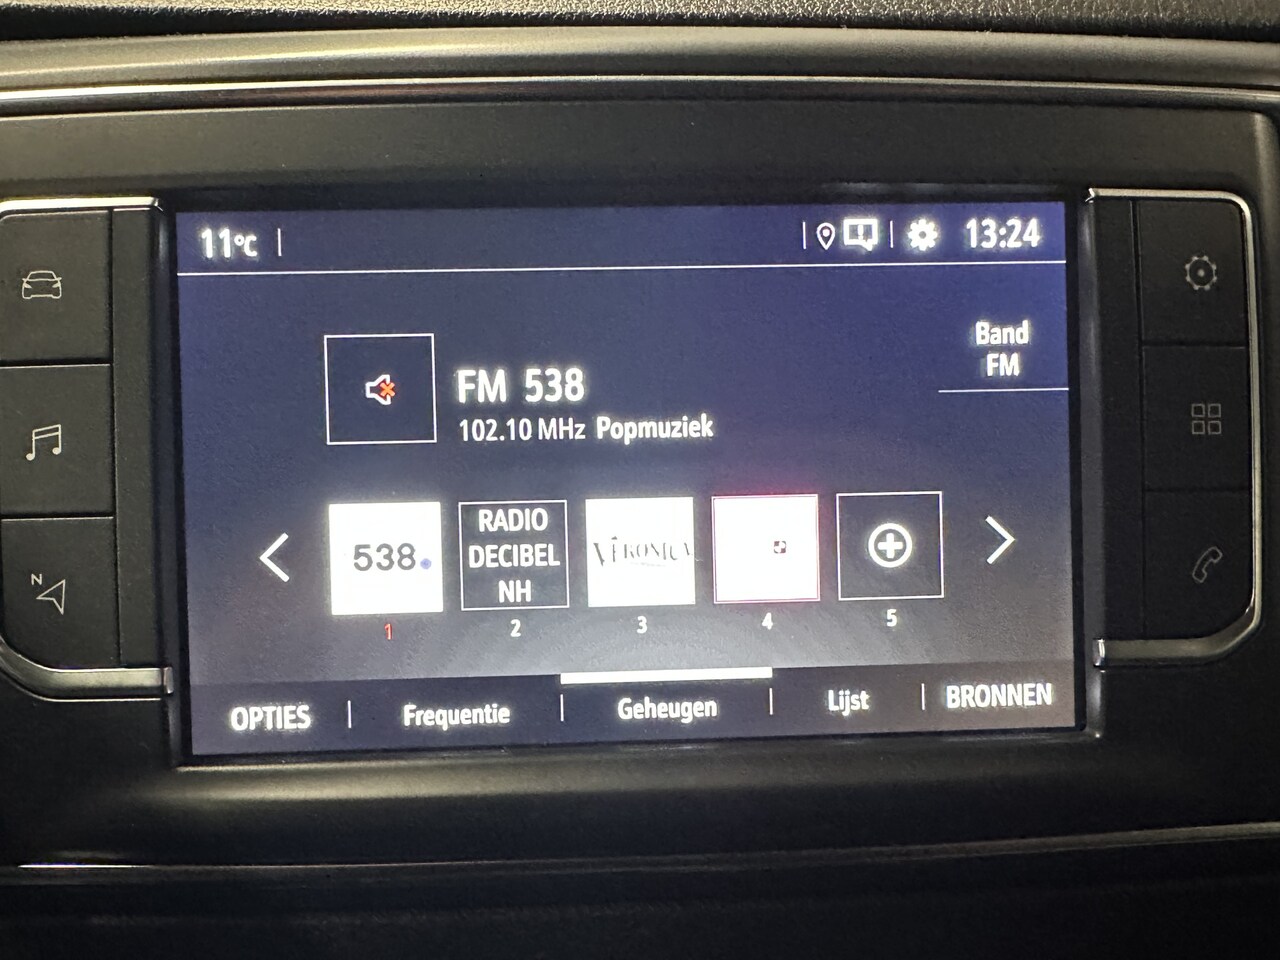 11°C
13:24
Band
FM
FM 538
102.10 MHz Popmuziek
538
RADIO
DECIBEL
NH
VERONICA
1
2
3
4
5
OPTIES
Frequentie
Geheugen
Lijst
BRONNEN
N